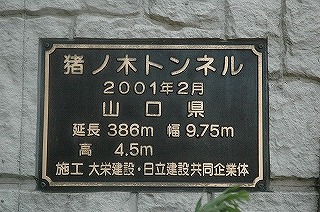 猪ノ木トンネル
2001年2月
山口県
延長 386m 幅 9.75m
高 4.5m
施工 大栄建設・日立建設共同企業体